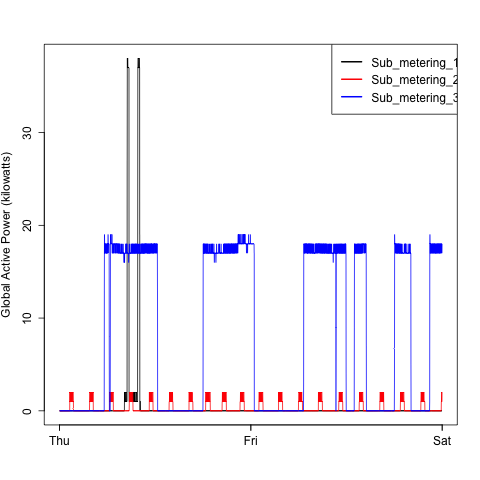 Sub_metering_1
Sub_metering_2
Sub_metering_3
Global Active Power (kilowatts)
30
20
10
0
Thu Fri Sat